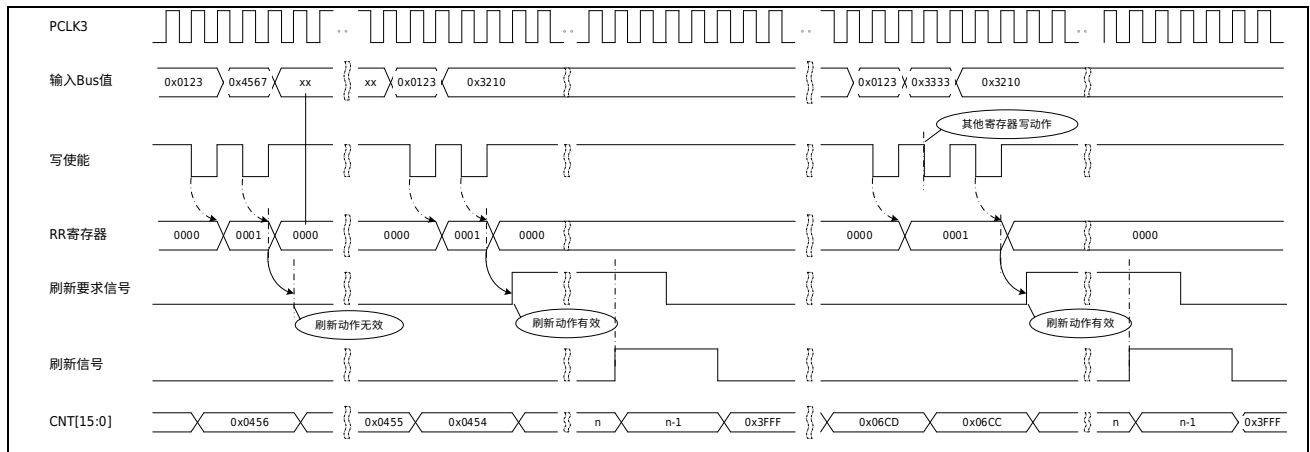 PCLK3
输入Bus值 0x0123 0x4567 xx xx 0x0123 0x3210 0x0123 0x3333 0x3210
其他寄存器写动作
写使能
RR寄存器 0000 0001 0000 0000 0001 0000 0000 0001 0000
刷新要求信号
刷新动作无效 刷新动作有效 刷新动作有效
刷新信号
CNT[15:0] 0x0456 0x0455 0x0454 n n-1 0x3FFF 0x06CD 0x06CC n n-1 0x3FFF